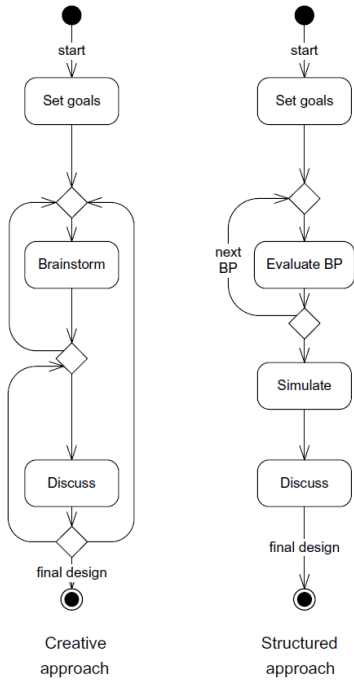 start
Set goals
Brainstorm
Discuss
final design
Creative
approach
start
Set goals
next
BP
Evaluate BP
Simulate
Discuss
final design
Structured
approach